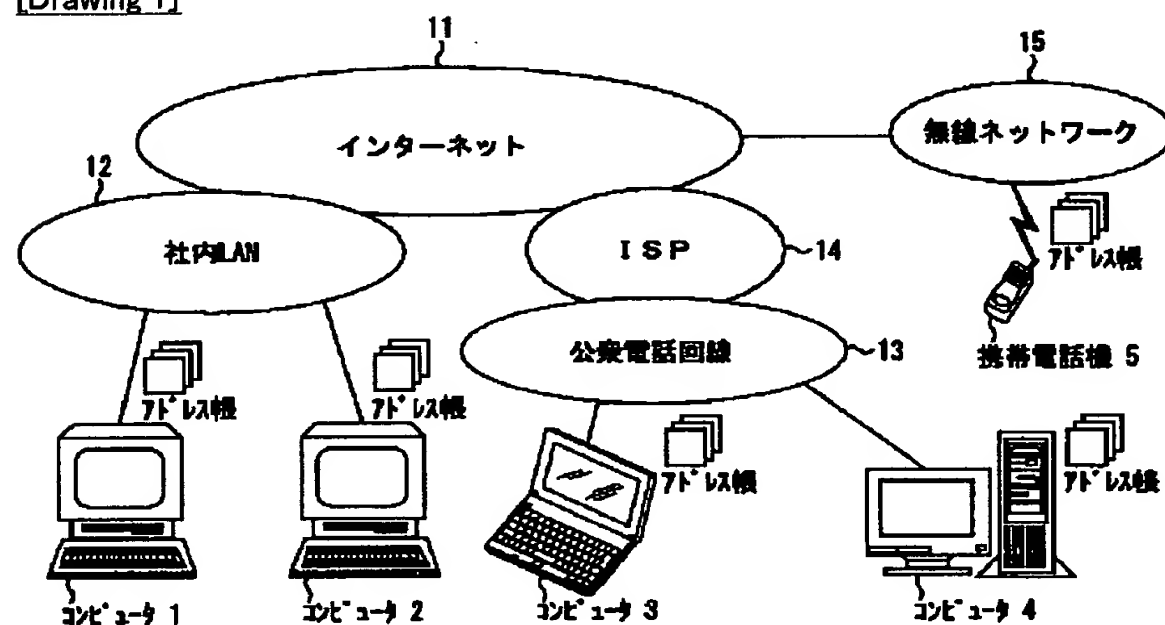 [Drawing 1]
11
15
インターネット
無線ネットワーク
12
社内LAN
ISP
14
アドレス帳
携帯電話機 5
公衆電話回線
13
アドレス帳
アドレス帳
アドレス帳
アドレス帳
コンピュータ 1
コンピュータ 2
コンピュータ 3
コンピュータ 4